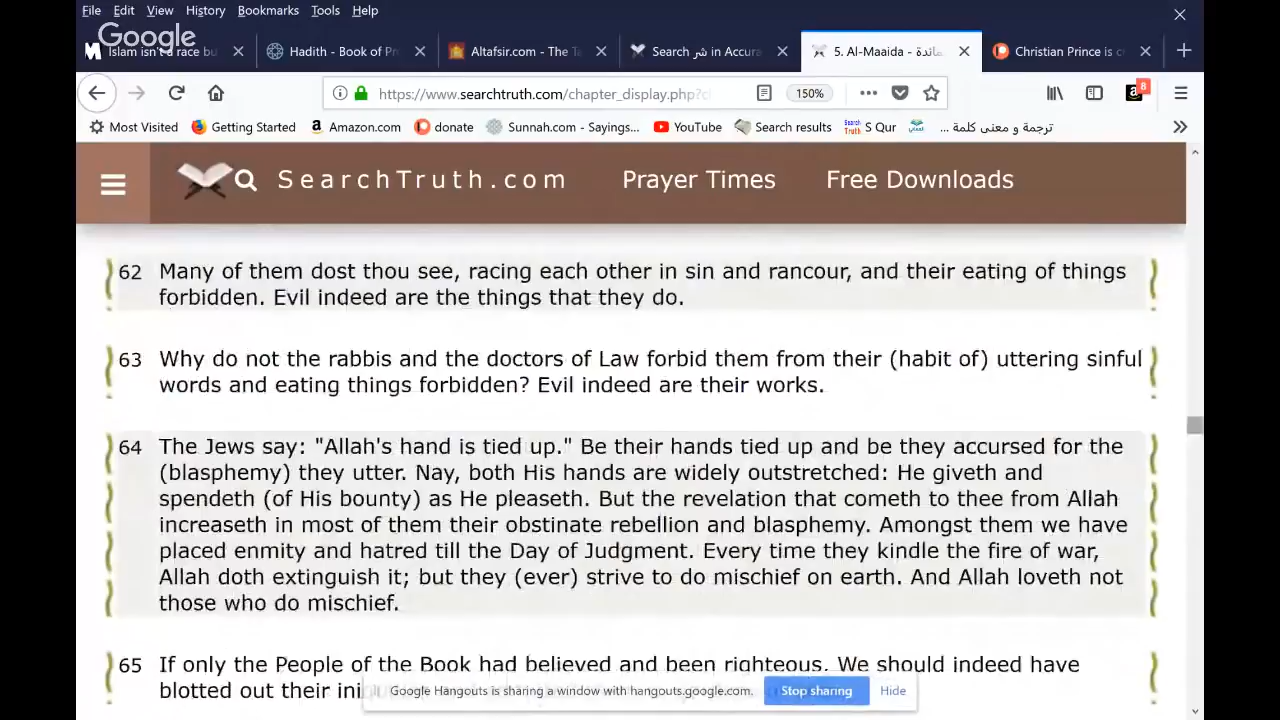 File Edit View History Bookmarks Tools Help
Google
Islam isn't a race bu Hadith - Book of Pr Altafsir.com - The Ta Search شر in Accura 5. Al-Maaida - Christian Prince is c
https://www.searchtruth.com/chapter_display.php?c 150% 8
Most Visited Getting Started Amazon.com donate Sunnah.com - Sayings... YouTube Search results S Qur ترجمة و معنى كلمة ...
SearchTruth.com Prayer Times Free Downloads
62 Many of them dost thou see, racing each other in sin and rancour, and their eating of things
forbidden. Evil indeed are the things that they do.
63 Why do not the rabbis and the doctors of Law forbid them from their (habit of) uttering sinful
words and eating things forbidden? Evil indeed are their works.
64 The Jews say: "Allah's hand is tied up." Be their hands tied up and be they accursed for the
(blasphemy) they utter. Nay, both His hands are widely outstretched: He giveth and
spendeth (of His bounty) as He pleaseth. But the revelation that cometh to thee from Allah
increaseth in most of them their obstinate rebellion and blasphemy. Amongst them we have
placed enmity and hatred till the Day of Judgment. Every time they kindle the fire of war,
Allah doth extinguish it; but they (ever) strive to do mischief on earth. And Allah loveth not
those who do mischief.
65 If only the People of the Book had believed and been righteous, We should indeed have
blotted out their ini
Google Hangouts is sharing a window with hangouts.google.com. Stop sharing Hide